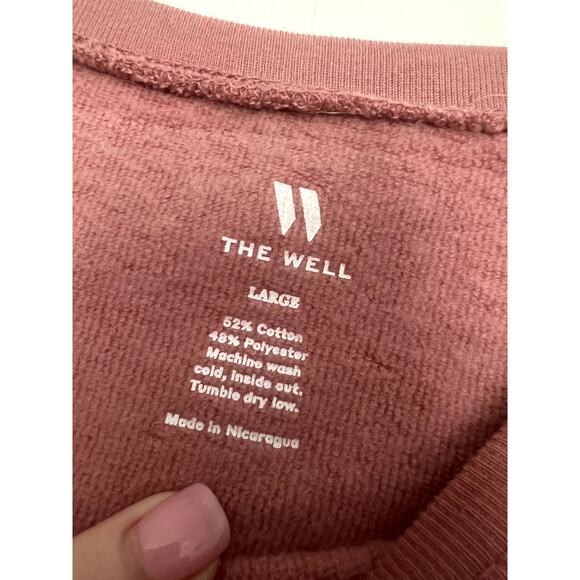 THE WELL
LARGE
52% Cotton
48% Polyester
Machine wash
cold, inside out.
Tumble dry low.
Made in Nicaragua